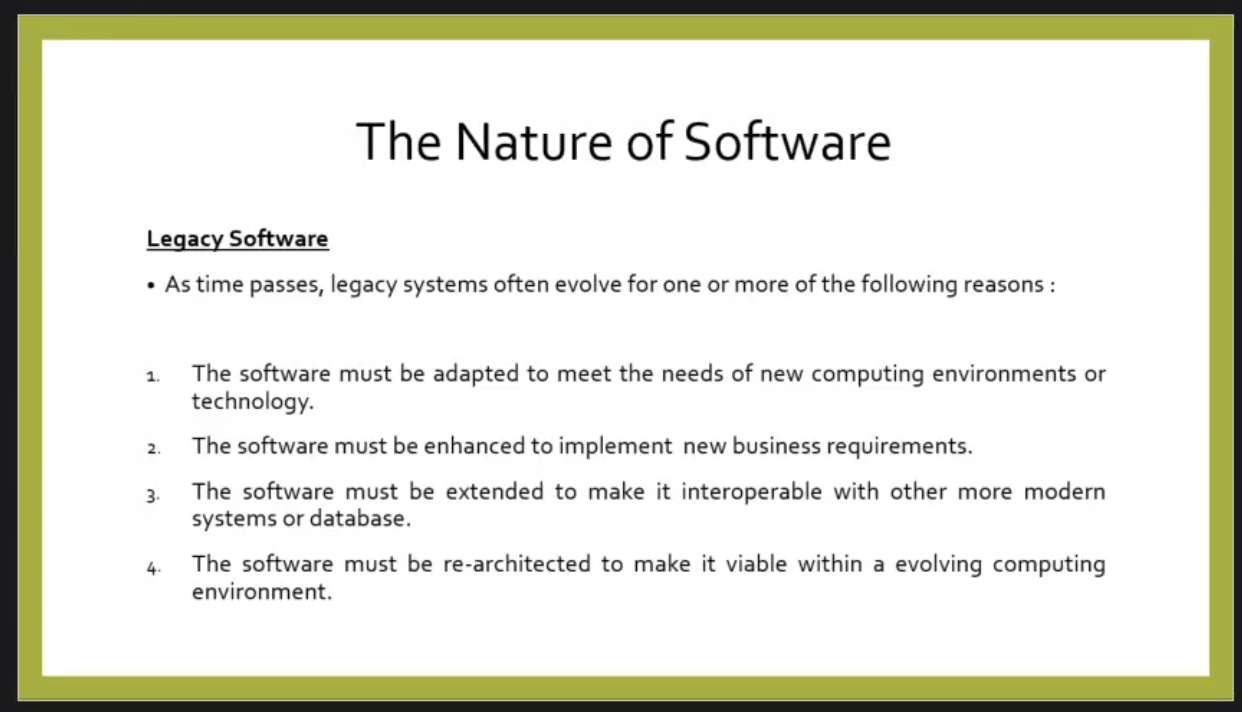 The Nature of Software
Legacy Software
• As time passes, legacy systems often evolve for one or more of the following reasons :
1. The software must be adapted to meet the needs of new computing environments or
technology.
2. The software must be enhanced to implement  new business requirements.
3. The software must be extended to make it interoperable with other more modern
systems or database.
4. The software must be re-architected to make it viable within a evolving computing
environment.